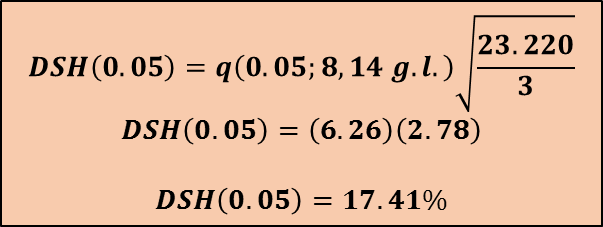 DSH(0.05) = q(0.05; 8, 14 g.l.)√(23.220/3)
DSH(0.05) = (6.26)(2.78)
DSH(0.05) = 17.41%